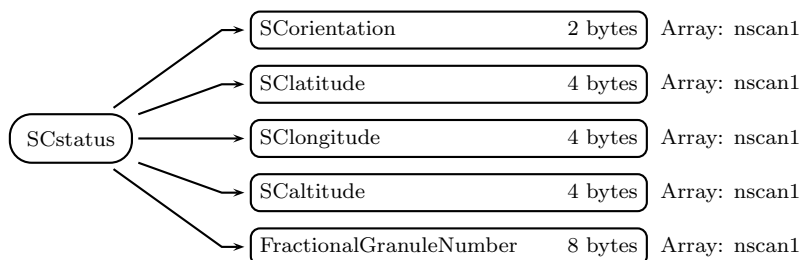 SCorientation 2 bytes Array: nscan1
SClatitude 4 bytes Array: nscan1
SCstatus
SClongitude 4 bytes Array: nscan1
SCaltitude 4 bytes Array: nscan1
FractionalGranuleNumber 8 bytes Array: nscan1